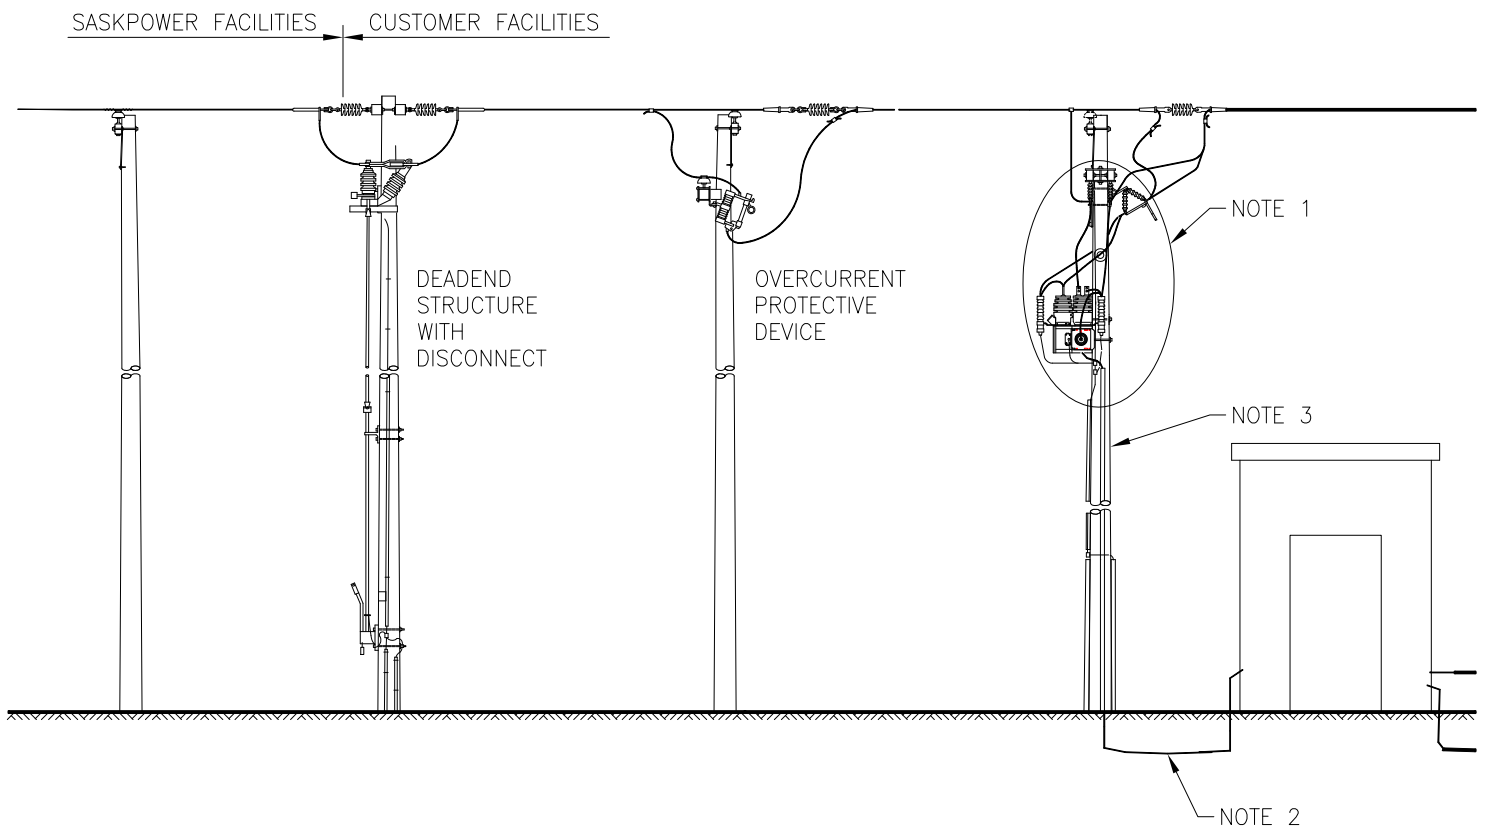 SASKPOWER FACILITIES
CUSTOMER FACILITIES
NOTE 1
DEADEND
STRUCTURE
WITH
DISCONNECT
OVERCURRENT
PROTECTIVE
DEVICE
NOTE 3
NOTE 2